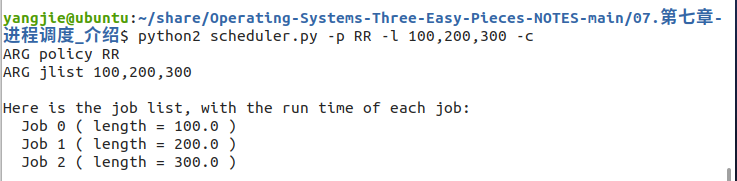 yangjie@ubuntu:~/share/Operating-Systems-Three-Easy-Pieces-NOTES-main/07.第七章-
进程调度_介绍$ python2 scheduler.py -p RR -l 100,200,300 -c
ARG policy RR
ARG jlist 100,200,300
Here is the job list, with the run time of each job:
  Job 0 ( length = 100.0 )
  Job 1 ( length = 200.0 )
  Job 2 ( length = 300.0 )